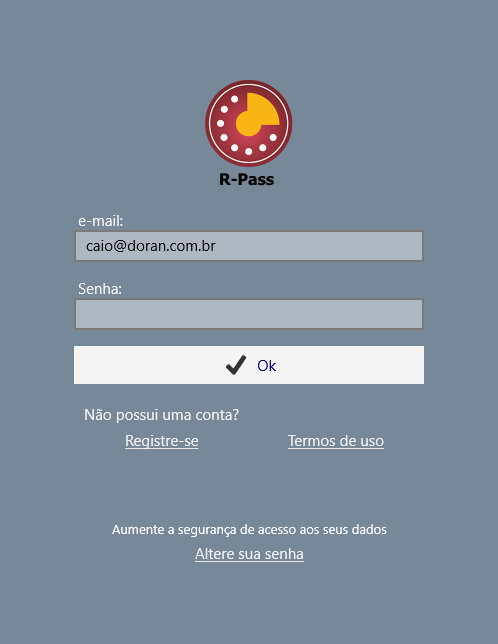 R-Pass
e-mail:
caio@doran.com.br
Senha:
Ok
Não possui uma conta?
Registre-se Termos de uso
Aumente a segurança de acesso aos seus dados
Altere sua senha